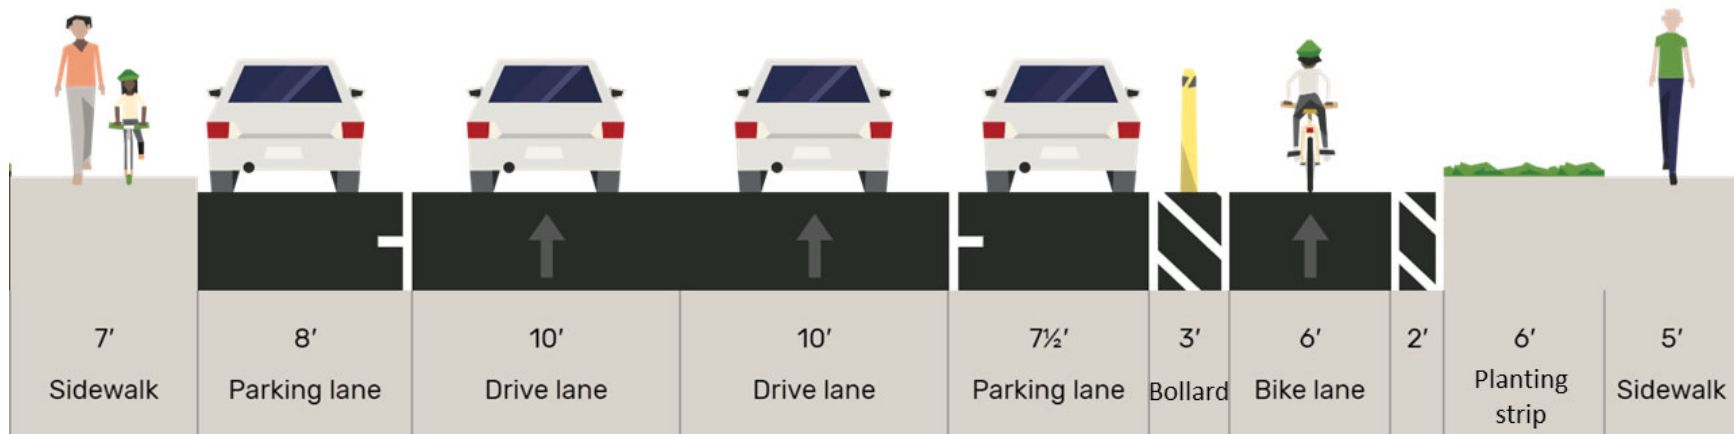 7′ 8′ 10′ 10′ 7½′ 3′ 6′ 2′ 6′ 5′
Sidewalk Parking lane Drive lane Drive lane Parking lane Bollard Bike lane Planting Sidewalk
strip